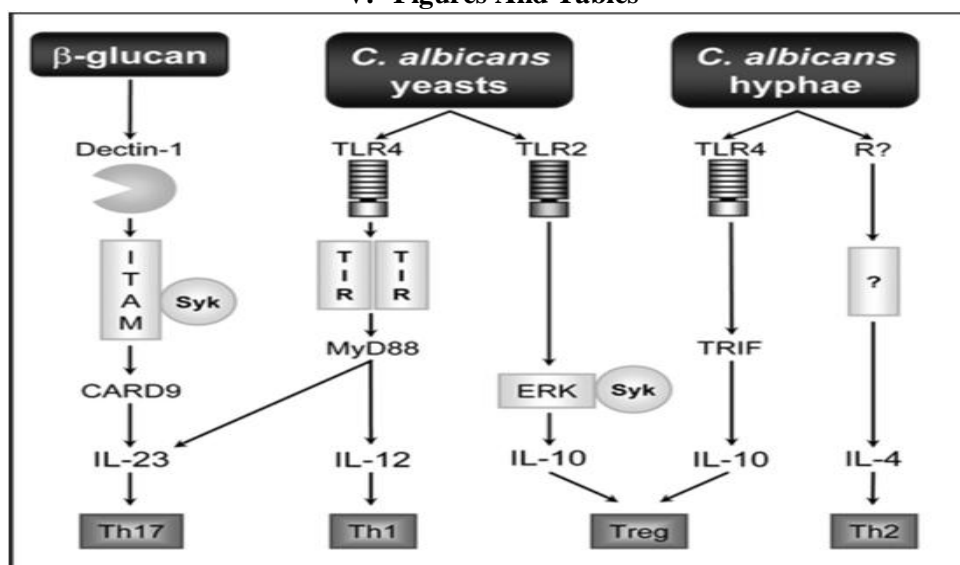 V. Figures And Tables
β-glucan
C. albicans
yeasts
C. albicans
hyphae
Dectin-1
TLR4
TLR2
TLR4
R?
I
T
A
M
Syk
T
I
R
T
I
R
?
MyD88
TRIF
CARD9
ERK
Syk
IL-23
IL-12
IL-10
IL-10
IL-4
Th17
Th1
Treg
Th2